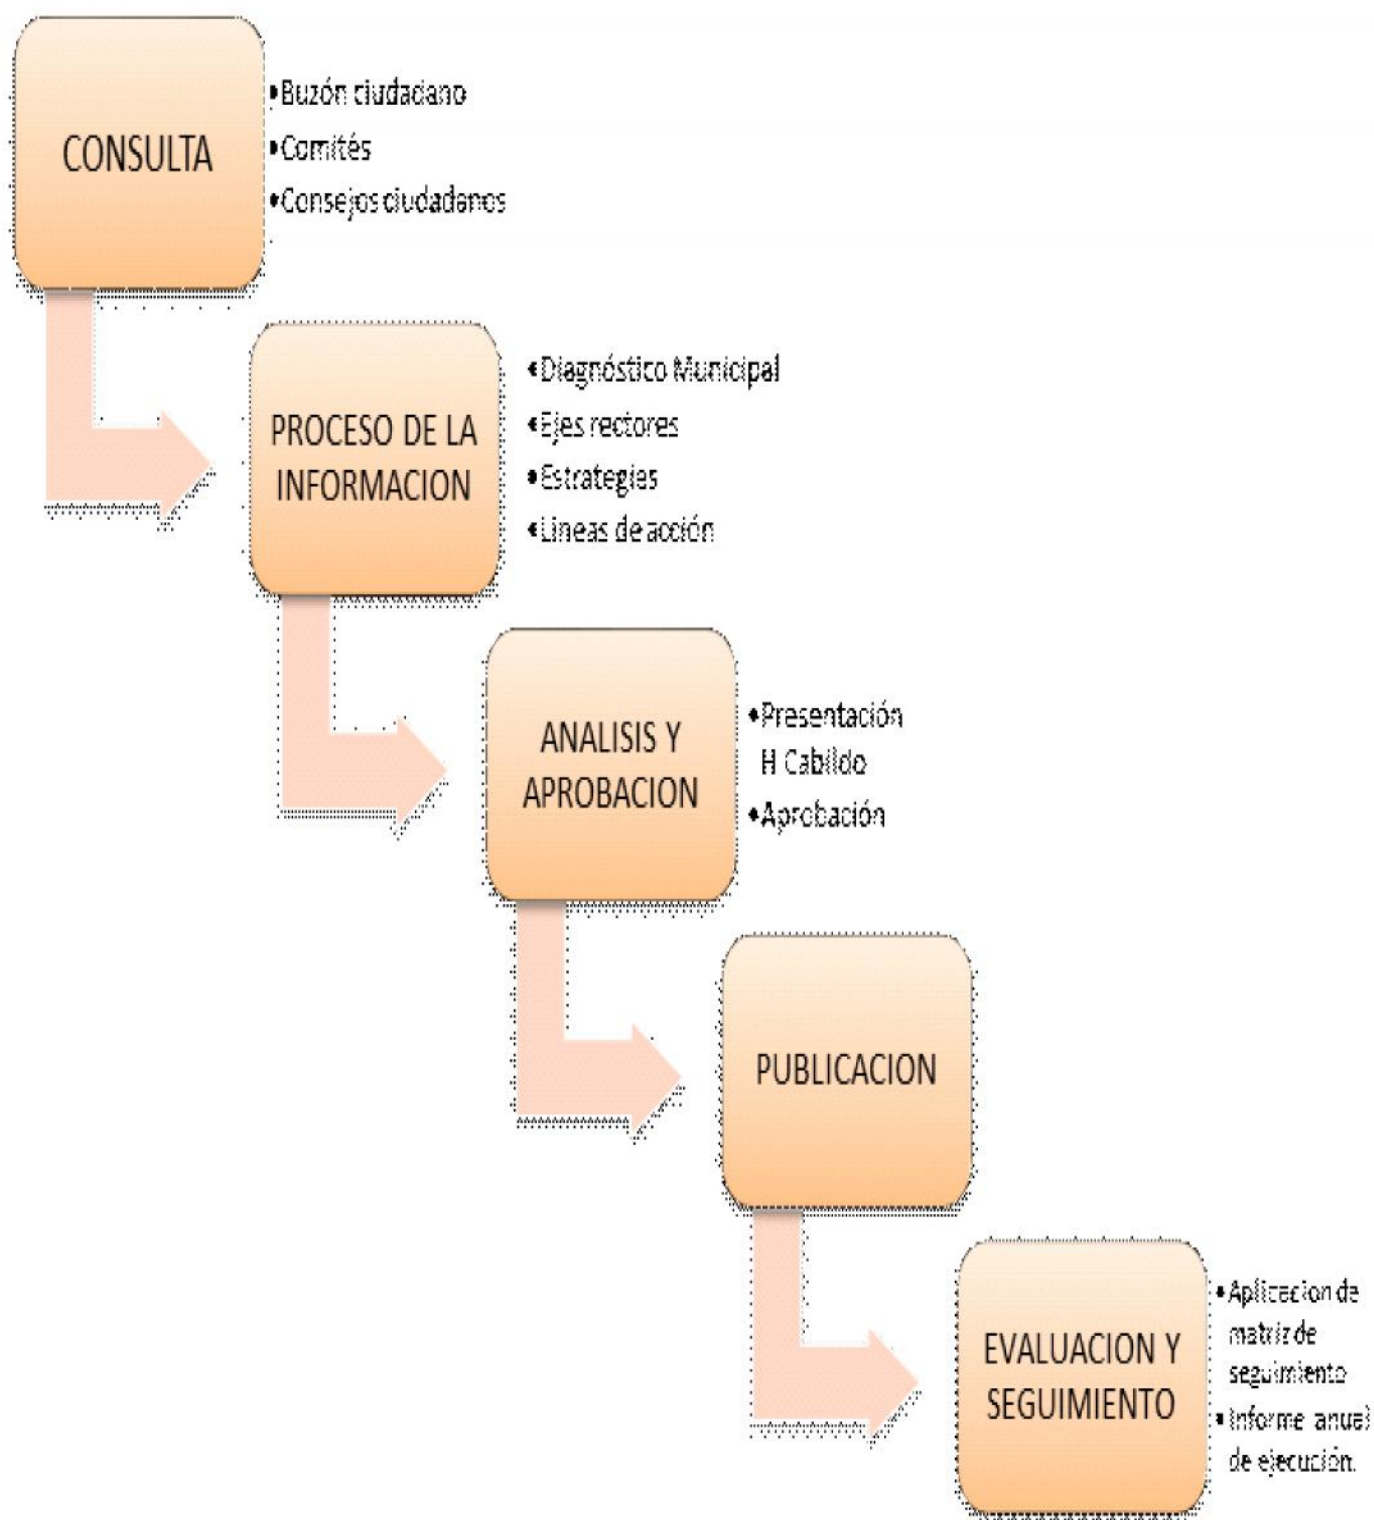 CONSULTA
•Buzón ciudadano
•Comités
•Consejos ciudadanos
PROCESO DE LA
INFORMACION
•Diagnóstico Municipal
•Ejes rectores
•Estrategias
•Lineas de acción
ANALISIS Y
APROBACION
•Presentación
H Cabildo
•Aprobación
PUBLICACION
EVALUACION Y
SEGUIMIENTO
•Aplicacion de
matriz de
seguimiento
•Informe anual
de ejecución.